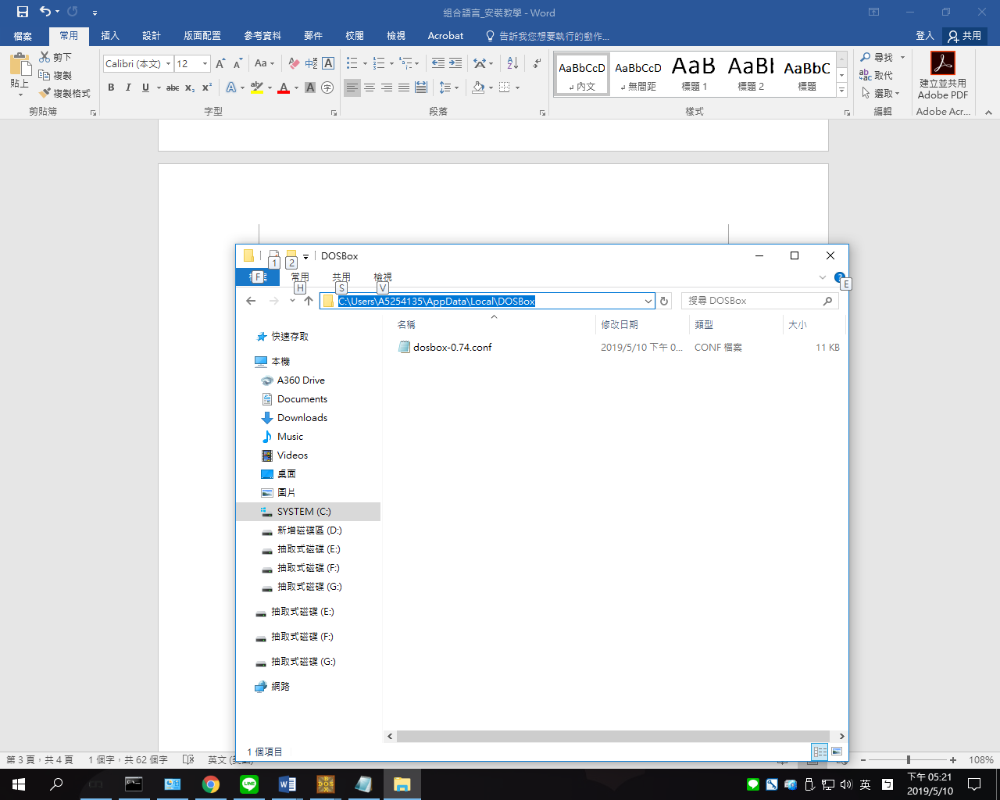 組合語言_安裝教學 - Word
檔案 常用 插入 設計 版面配置 參考資料 郵件 校閱 檢視 Acrobat 告訴我您想要執行的動作... 登入 共用
貼上 剪下 複製 複製格式
Calibri (本文) 12 A A Aa 中 A
B I U abc X₂ X² A ab A A 字
AaBbCcD AaBbCcD AaB AaBl AaBbC
內文 無間距 標題 1 標題 2 標題
尋找 取代 選取
建立並共用
Adobe PDF
剪貼簿 字型 段落 樣式 編輯 Adobe Acr...
1 2 DOSBox
F 常用 共用 檢視
H S V E
C:\Users\A5254135\AppData\Local\DOSBox 搜尋 DOSBox
名稱 修改日期 類型 大小
dosbox-0.74.conf 2019/5/10 下午 0... CONF 檔案 11 KB
快速存取
本機
A360 Drive
Documents
Downloads
Music
Videos
桌面
圖片
SYSTEM (C:)
新增磁碟區 (D:)
抽取式磁碟 (E:)
抽取式磁碟 (F:)
抽取式磁碟 (G:)
抽取式磁碟 (E:)
抽取式磁碟 (F:)
抽取式磁碟 (G:)
網路
1 個項目
第 3 頁，共 4 頁 1 個字，共 62 個字 英文 (美 108%
LINE DOS 英 ㄅ 下午 05:21
2019/5/10